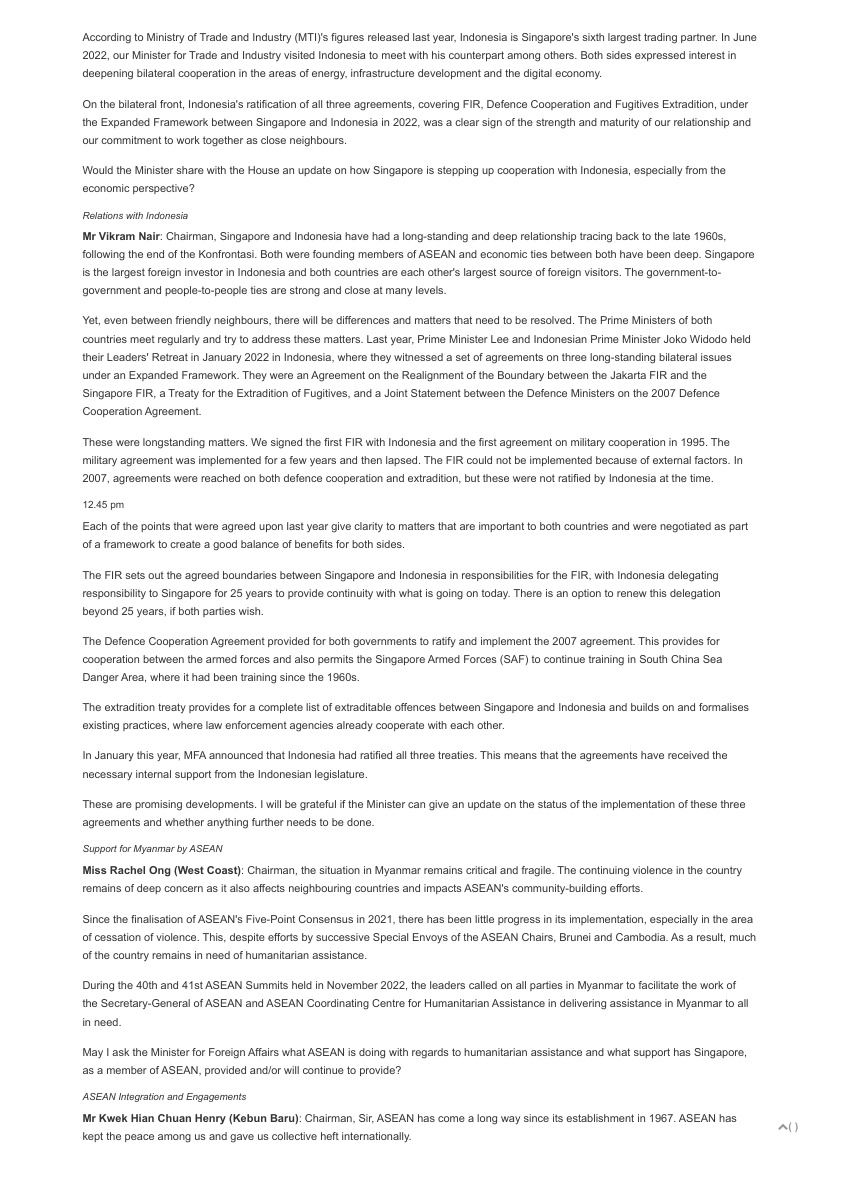 According to Ministry of Trade and Industry (MTI)'s figures released last year, Indonesia is Singapore's sixth largest trading partner. In June
2022, our Minister for Trade and Industry visited Indonesia to meet with his counterpart among others. Both sides expressed interest in
deepening bilateral cooperation in the areas of energy, infrastructure development and the digital economy.
On the bilateral front, Indonesia's ratification of all three agreements, covering FIR, Defence Cooperation and Fugitives Extradition, under
the Expanded Framework between Singapore and Indonesia in 2022, was a clear sign of the strength and maturity of our relationship and
our commitment to work together as close neighbours.
Would the Minister share with the House an update on how Singapore is stepping up cooperation with Indonesia, especially from the
economic perspective?
Relations with Indonesia
Mr Vikram Nair: Chairman, Singapore and Indonesia have had a long-standing and deep relationship tracing back to the late 1960s,
following the end of the Konfrontasi. Both were founding members of ASEAN and economic ties between both have been deep. Singapore
is the largest foreign investor in Indonesia and both countries are each other's largest source of foreign visitors. The government-to-
government and people-to-people ties are strong and close at many levels.
Yet, even between friendly neighbours, there will be differences and matters that need to be resolved. The Prime Ministers of both
countries meet regularly and try to address these matters. Last year, Prime Minister Lee and Indonesian Prime Minister Joko Widodo held
their Leaders' Retreat in January 2022 in Indonesia, where they witnessed a set of agreements on three long-standing bilateral issues
under an Expanded Framework. They were an Agreement on the Realignment of the Boundary between the Jakarta FIR and the
Singapore FIR, a Treaty for the Extradition of Fugitives, and a Joint Statement between the Defence Ministers on the 2007 Defence
Cooperation Agreement.
These were longstanding matters. We signed the first FIR with Indonesia and the first agreement on military cooperation in 1995. The
military agreement was implemented for a few years and then lapsed. The FIR could not be implemented because of external factors. In
2007, agreements were reached on both defence cooperation and extradition, but these were not ratified by Indonesia at the time.
12.45 pm
Each of the points that were agreed upon last year give clarity to matters that are important to both countries and were negotiated as part
of a framework to create a good balance of benefits for both sides.
The FIR sets out the agreed boundaries between Singapore and Indonesia in responsibilities for the FIR, with Indonesia delegating
responsibility to Singapore for 25 years to provide continuity with what is going on today. There is an option to renew this delegation
beyond 25 years, if both parties wish.
The Defence Cooperation Agreement provided for both governments to ratify and implement the 2007 agreement. This provides for
cooperation between the armed forces and also permits the Singapore Armed Forces (SAF) to continue training in South China Sea
Danger Area, where it had been training since the 1960s.
The extradition treaty provides for a complete list of extraditable offences between Singapore and Indonesia and builds on and formalises
existing practices, where law enforcement agencies already cooperate with each other.
In January this year, MFA announced that Indonesia had ratified all three treaties. This means that the agreements have received the
necessary internal support from the Indonesian legislature.
These are promising developments. I will be grateful if the Minister can give an update on the status of the implementation of these three
agreements and whether anything further needs to be done.
Support for Myanmar by ASEAN
Miss Rachel Ong (West Coast): Chairman, the situation in Myanmar remains critical and fragile. The continuing violence in the country
remains of deep concern as it also affects neighbouring countries and impacts ASEAN's community-building efforts.
Since the finalisation of ASEAN's Five-Point Consensus in 2021, there has been little progress in its implementation, especially in the area
of cessation of violence. This, despite efforts by successive Special Envoys of the ASEAN Chairs, Brunei and Cambodia. As a result, much
of the country remains in need of humanitarian assistance.
During the 40th and 41st ASEAN Summits held in November 2022, the leaders called on all parties in Myanmar to facilitate the work of
the Secretary-General of ASEAN and ASEAN Coordinating Centre for Humanitarian Assistance in delivering assistance in Myanmar to all
in need.
May I ask the Minister for Foreign Affairs what ASEAN is doing with regards to humanitarian assistance and what support has Singapore,
as a member of ASEAN, provided and/or will continue to provide?
ASEAN Integration and Engagements
Mr Kwek Hian Chuan Henry (Kebun Baru): Chairman, Sir, ASEAN has come a long way since its establishment in 1967. ASEAN has
kept the peace among us and gave us collective heft internationally.
( )